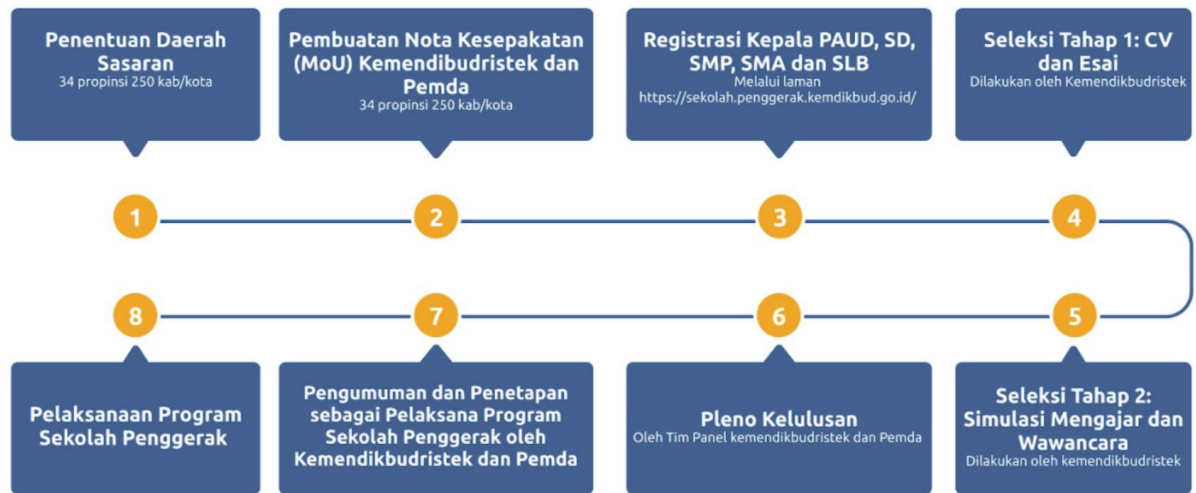 Penentuan Daerah
Sasaran
34 propinsi 250 kab/kota
Pembuatan Nota Kesepakatan
(MoU) Kemendibudristek dan
Pemda
34 propinsi 250 kab/kota
Registrasi Kepala PAUD, SD,
SMP, SMA dan SLB
Melalui laman
https://sekolah.penggerak.kemdikbud.go.id/
Seleksi Tahap 1: CV
dan Esai
Dilakukan oleh Kemendikbudristek
1
2
3
4
5
6
7
8
Seleksi Tahap 2:
Simulasi Mengajar dan
Wawancara
Dilakukan oleh kemendikbudristek
Pleno Kelulusan
Oleh Tim Panel kemendikbudristek dan Pemda
Pengumuman dan Penetapan
sebagai Pelaksana Program
Sekolah Penggerak oleh
Kemendikbudristek dan Pemda
Pelaksanaan Program
Sekolah Penggerak